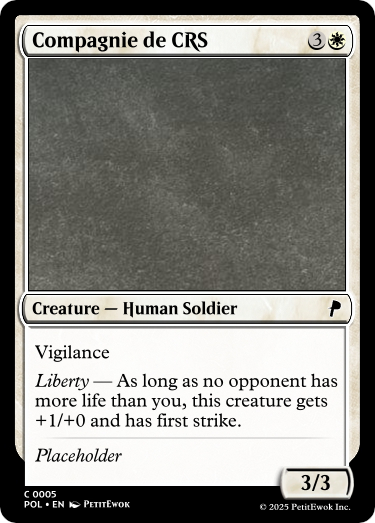 Compagnie de CRS 3
Creature — Human Soldier
Vigilance
Liberty — As long as no opponent has
more life than you, this creature gets
+1/+0 and has first strike.
Placeholder
3/3
C 0005
POL • EN PetitEwok
© 2025 PetitEwok Inc.